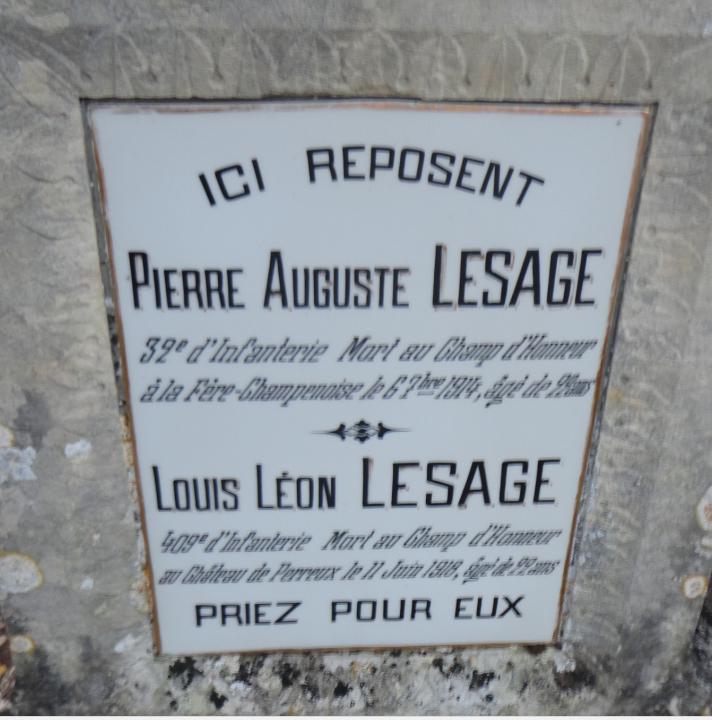 ICI REPOSENT
PIERRE AUGUSTE LESAGE
32e d'Infanterie Mort au Champ d'Honneur
à la Fère-Champenoise le 6 7bre 1914, âgé de 22 ans
LOUIS LÉON LESAGE
409e d'Infanterie Mort au Champ d'Honneur
au Château de Perreux le 11 Juin 1918, âgé de 22 ans
PRIEZ POUR EUX